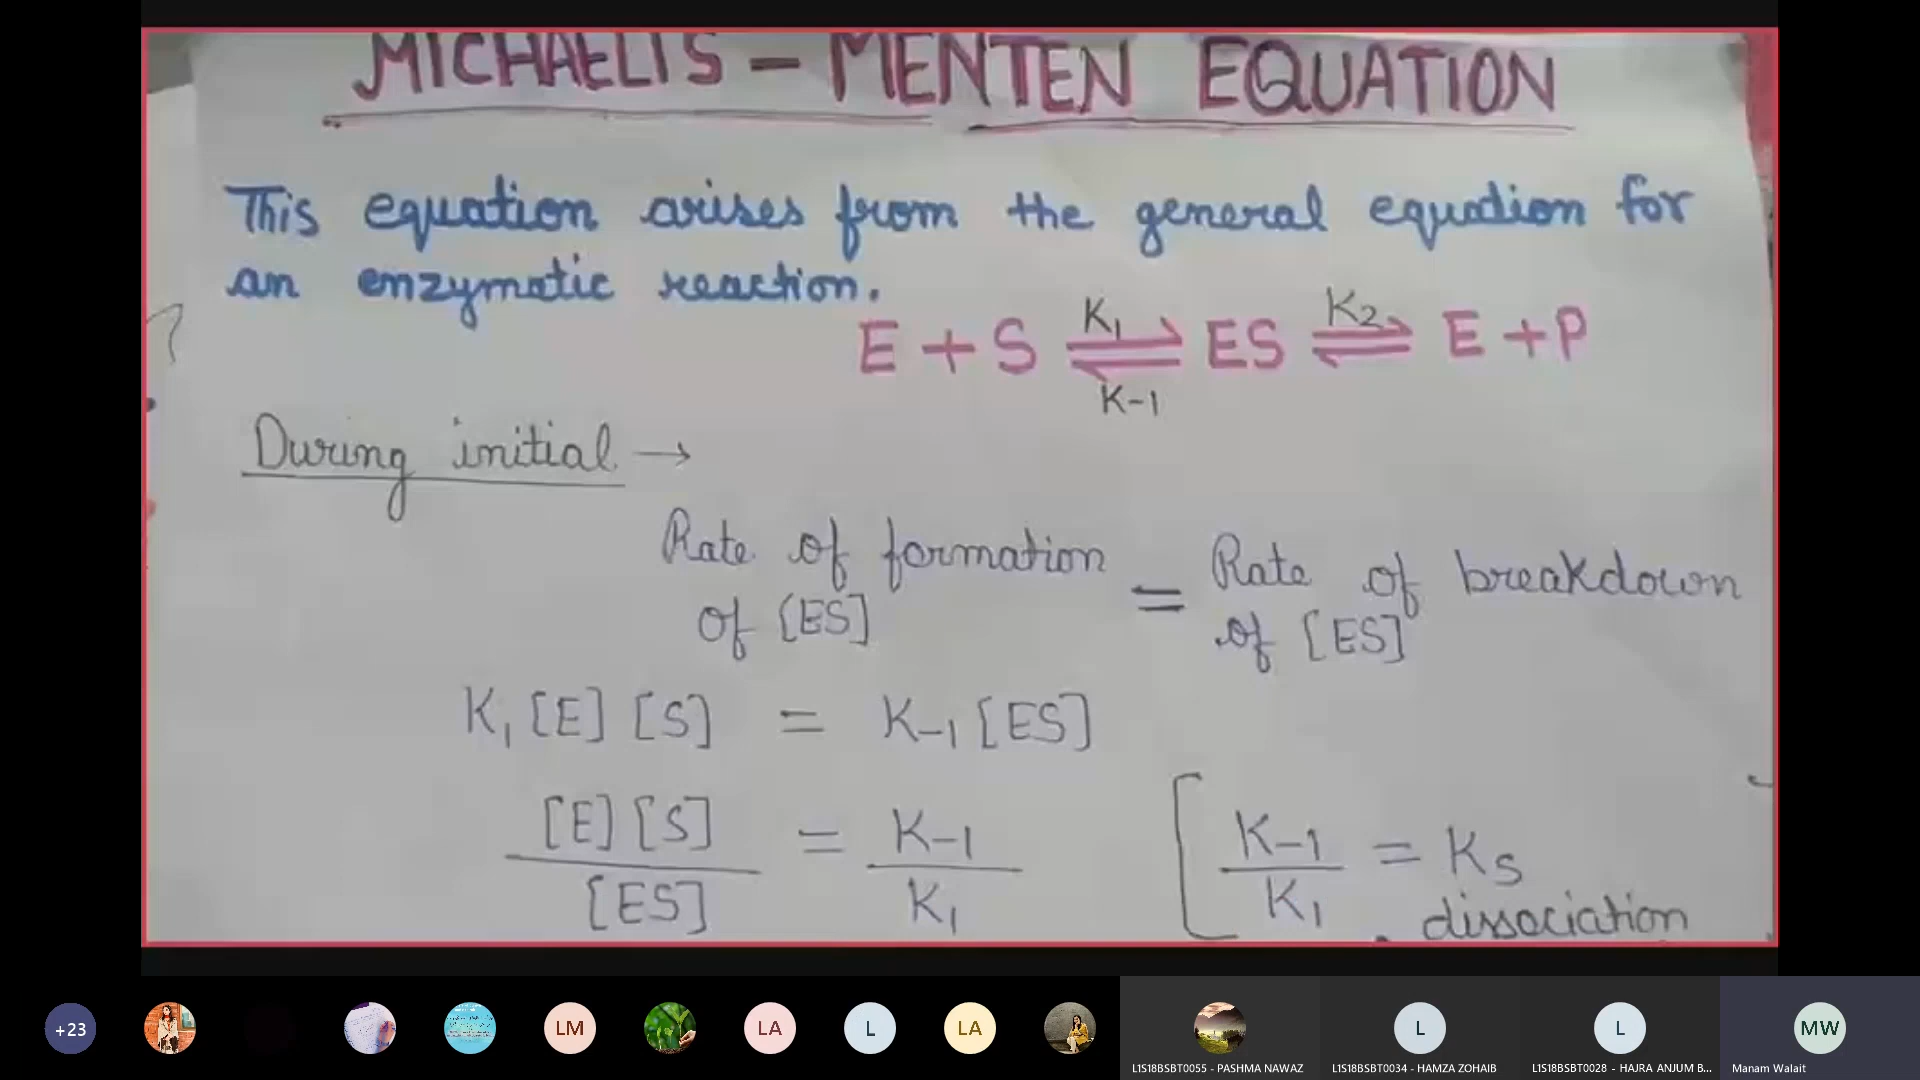 MICHAELIS - MENTEN EQUATION
This equation arises from the general equation for
an enzymatic reaction.
E + S ⇌ ES ⇌ E + P
K1 K2
K-1
During initial →
Rate of formation = Rate of breakdown
of [ES] of [ES]
K1 [E] [S] = K-1 [ES]
[E] [S] / [ES] = K-1 / K1 [ K-1 / K1 = KS
dissociation
+23
LM
LA
L
LA
L
L
MW
L1S18BSBT0055 - PASHMA NAWAZ
L1S18BSBT0034 - HAMZA ZOHAIB
L1S18BSBT0028 - HAJRA ANJUM B...
Manam Walait